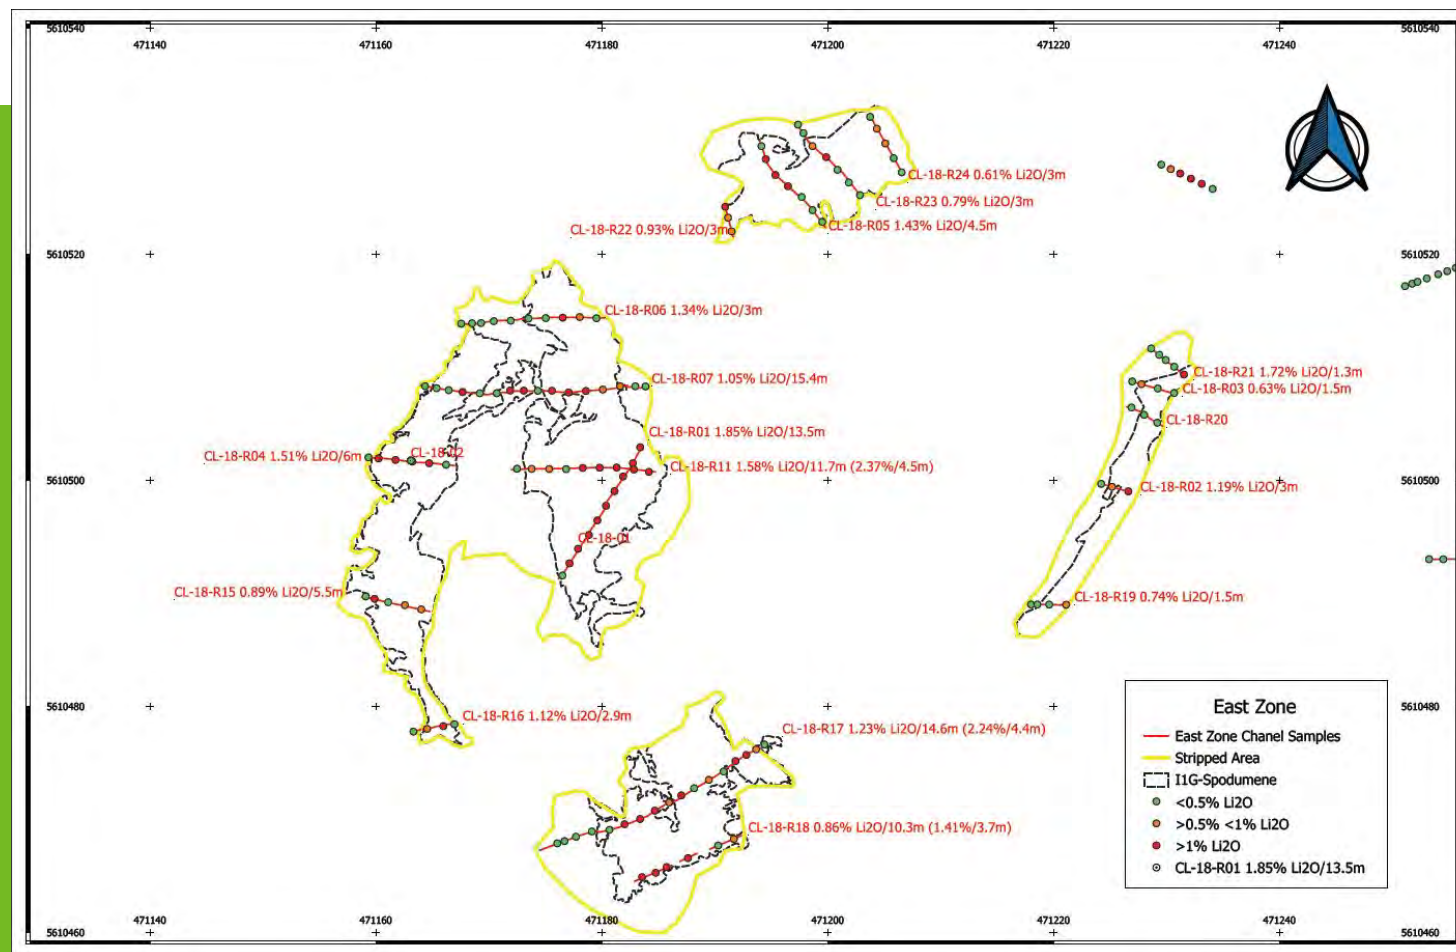 5610540
5610540
471140
471160
471180
471200
471220
471240
CL-18-R24 0.61% Li2O/3m
CL-18-R23 0.79% Li2O/3m
CL-18-R05 1.43% Li2O/4.5m
CL-18-R22 0.93% Li2O/3m
5610520
5610520
CL-18-R06 1.34% Li2O/3m
CL-18-R07 1.05% Li2O/15.4m
CL-18-R21 1.72% Li2O/1.3m
CL-18-R03 0.63% Li2O/1.5m
CL-18-R20
CL-18-R01 1.85% Li2O/13.5m
CL-18-R04 1.51% Li2O/6m
CL-18-02
CL-18-R11 1.58% Li2O/11.7m (2.37%/4.5m)
5610500
5610500
CL-18-R02 1.19% Li2O/3m
CL-18-01
CL-18-R15 0.89% Li2O/5.5m
CL-18-R19 0.74% Li2O/1.5m
5610480
5610480
CL-18-R16 1.12% Li2O/2.9m
CL-18-R17 1.23% Li2O/14.6m (2.24%/4.4m)
CL-18-R18 0.86% Li2O/10.3m (1.41%/3.7m)
East Zone
East Zone Chanel Samples
Stripped Area
I1G-Spodumene
<0.5% Li2O
>0.5% <1% Li2O
>1% Li2O
CL-18-R01 1.85% Li2O/13.5m
471140
471160
471180
471200
471220
471240
5610460
5610460